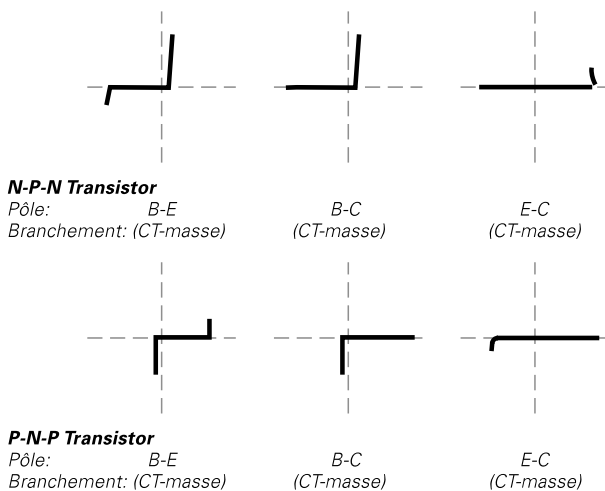 N-P-N Transistor
Pôle: B-E B-C E-C
Branchement: (CT-masse) (CT-masse) (CT-masse)
P-N-P Transistor
Pôle: B-E B-C E-C
Branchement: (CT-masse) (CT-masse) (CT-masse)